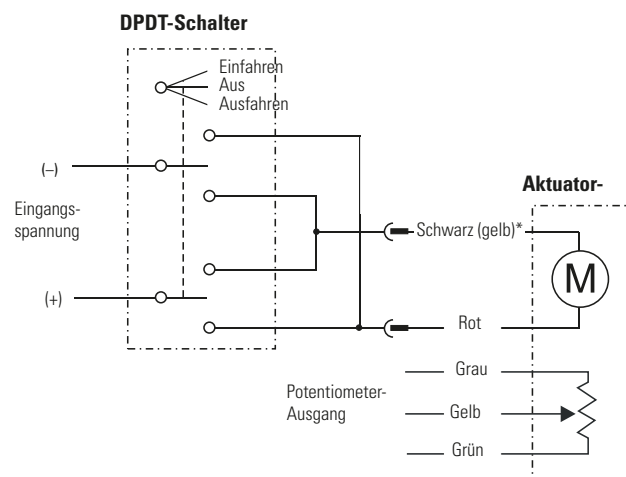 DPDT-Schalter
Einfahren
Aus
Ausfahren
(–)
Eingangs-
spannung
(+)
Aktuator-
Schwarz (gelb)*
M
Rot
Grau
Potentiometer-
Ausgang
Gelb
Grün